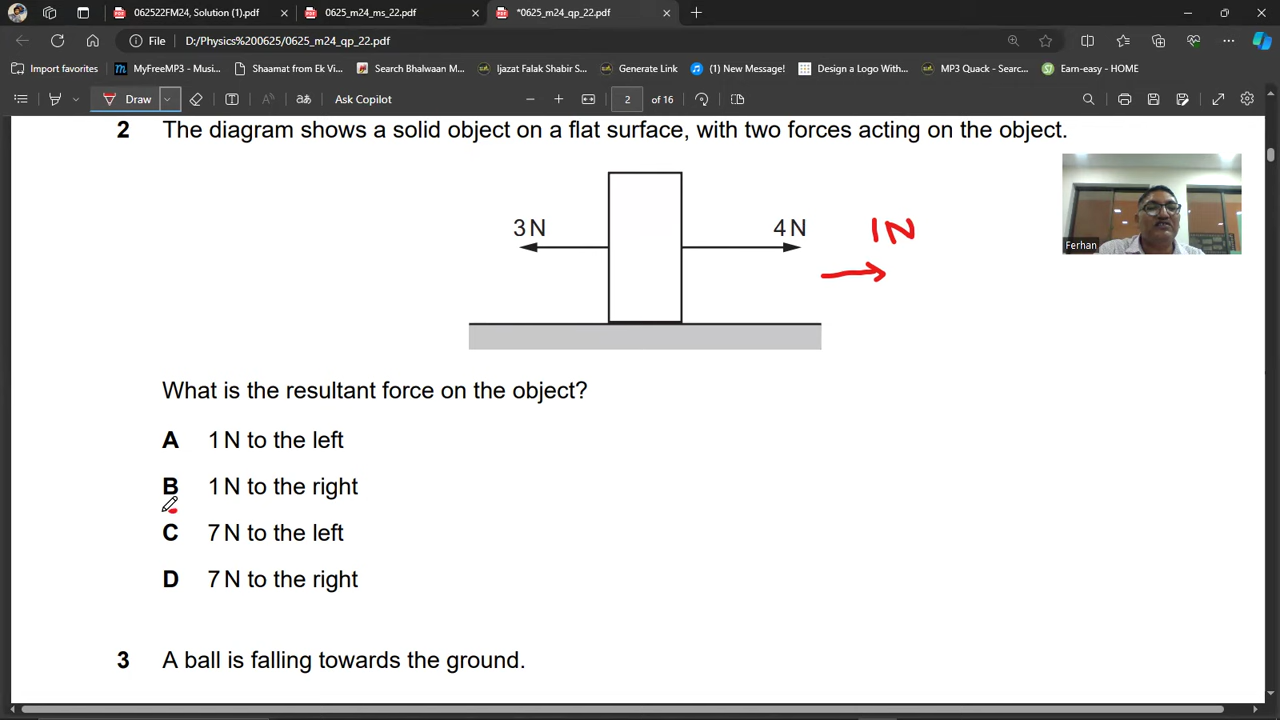 062522FM24, Solution (1).pdf
0625_m24_ms_22.pdf
*0625_m24_qp_22.pdf
File D:/Physics%200625/0625_m24_qp_22.pdf
Import favorites MyFreeMP3 - Musi... Shaamat from Ek Vi... Search Bhalwaan M... Ijazat Falak Shabir S... Generate Link (1) New Message! Design a Logo With... MP3 Quack - Searc... Earn-easy - HOME
Draw Ask Copilot 2 of 16
2 The diagram shows a solid object on a flat surface, with two forces acting on the object.
3 N 4 N 1N
Ferhan
What is the resultant force on the object?
A 1 N to the left
B 1 N to the right
C 7 N to the left
D 7 N to the right
3 A ball is falling towards the ground.